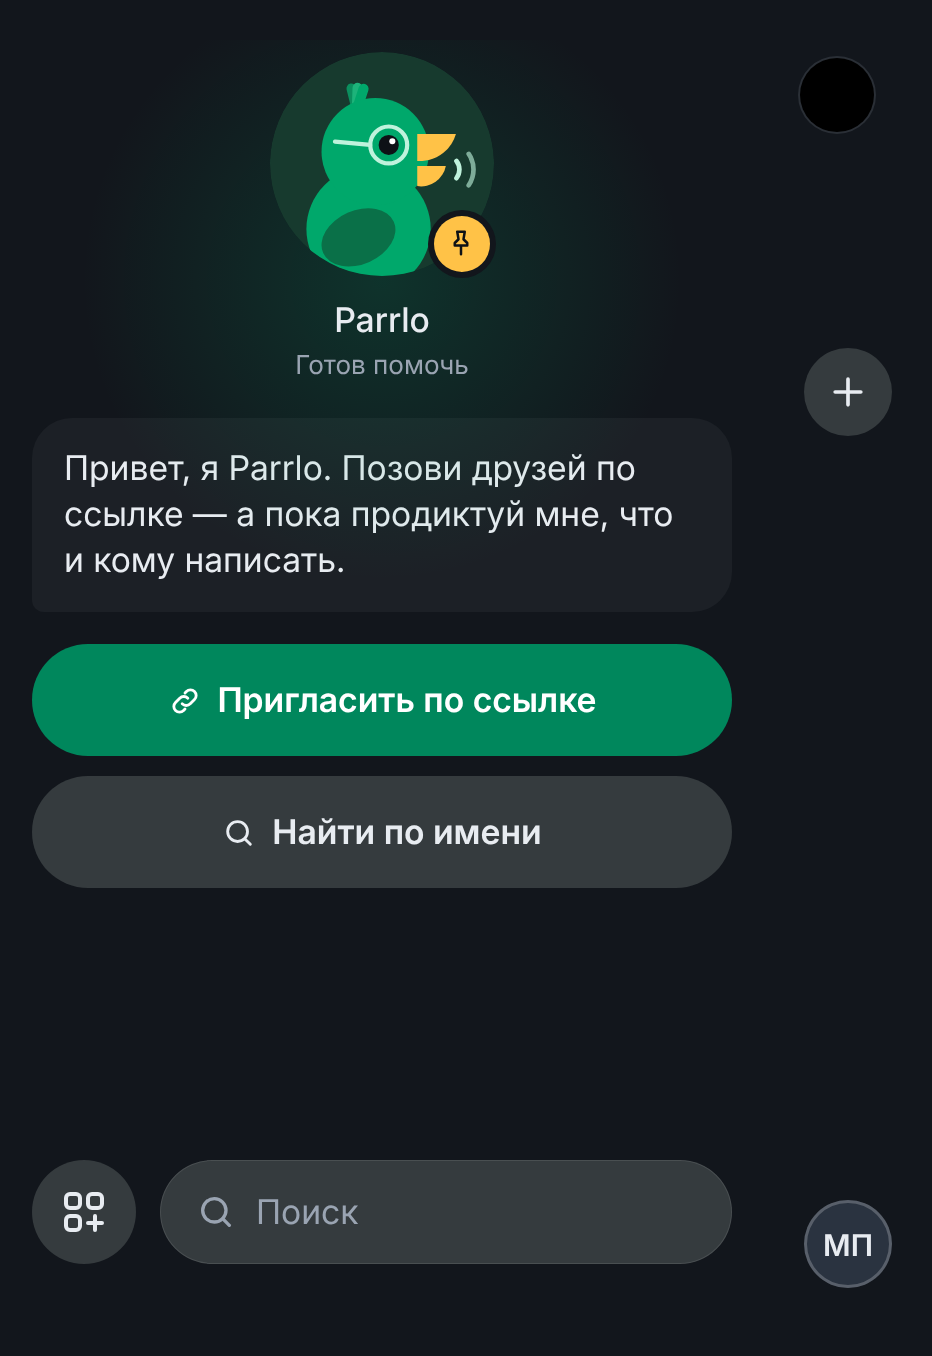 Parrlo
Готов помочь
Привет, я Parrlo. Позови друзей по
ссылке — а пока продиктуй мне, что
и кому написать.
Пригласить по ссылке
Найти по имени
Поиск
МП